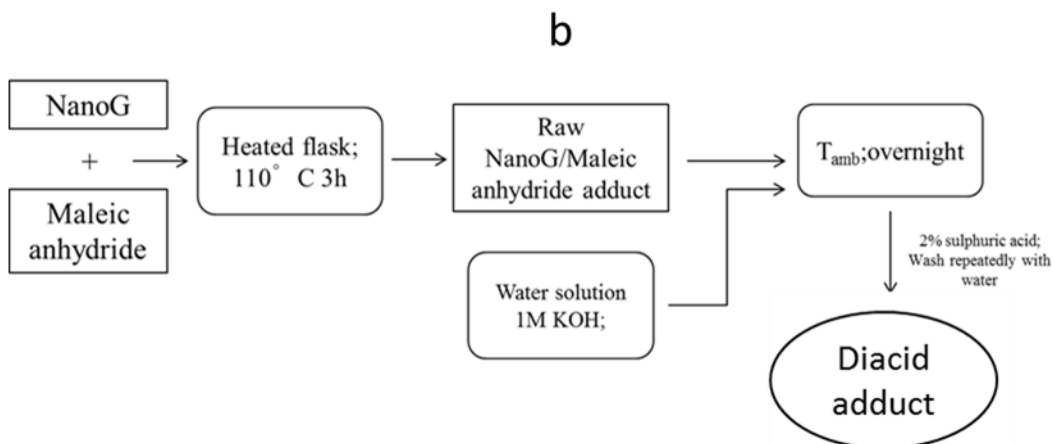 b
NanoG
+
Maleic
anhydride
Heated flask;
110° C 3h
Raw
NanoG/Maleic
anhydride adduct
Water solution
1M KOH;
Tamb;overnight
2% sulphuric acid;
Wash repeatedly with
water
Diacid
adduct